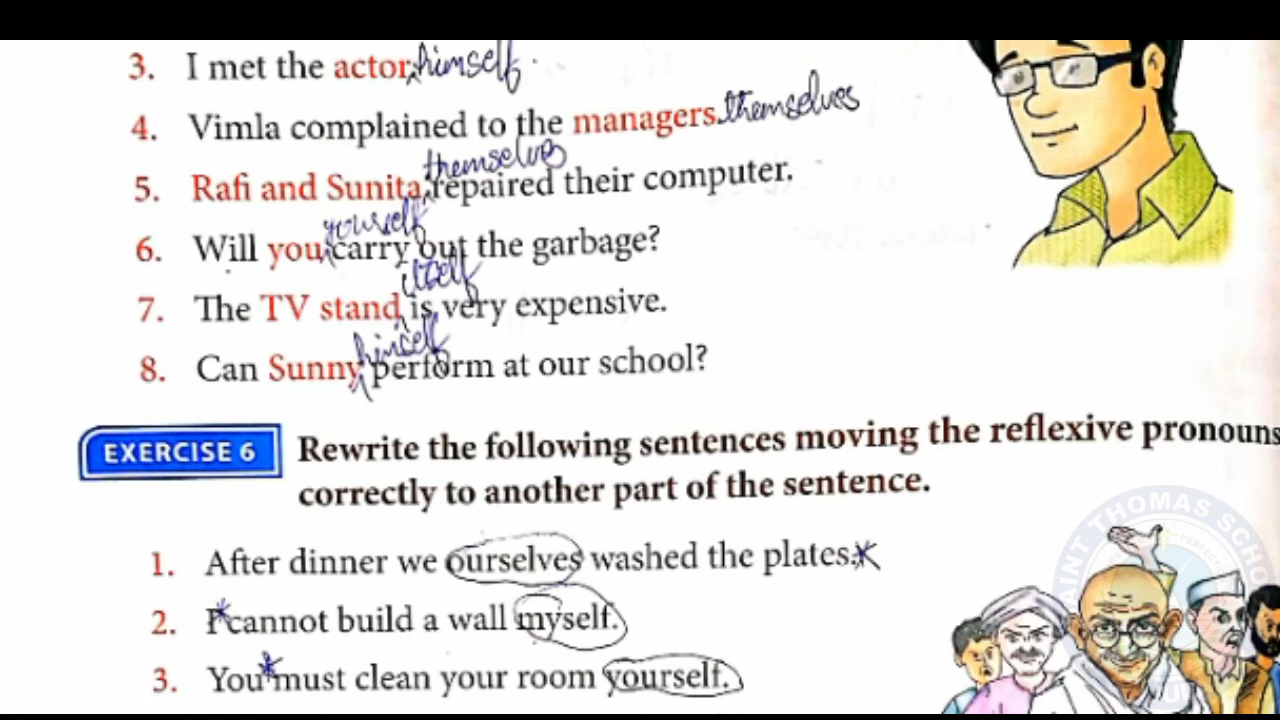 3. I met the actor, himself.
4. Vimla complained to the managers. themselves
themselves
5. Rafi and Sunita, repaired their computer.
yourself
6. Will you carry out the garbage?
itself
7. The TV stand is very expensive.
himself
8. Can Sunny perform at our school?
EXERCISE 6 Rewrite the following sentences moving the reflexive pronouns
correctly to another part of the sentence.
1. After dinner we ourselves washed the plates.*
2. I *cannot build a wall myself.
3. You *must clean your room yourself.
SAINT THOMAS SCHOOL